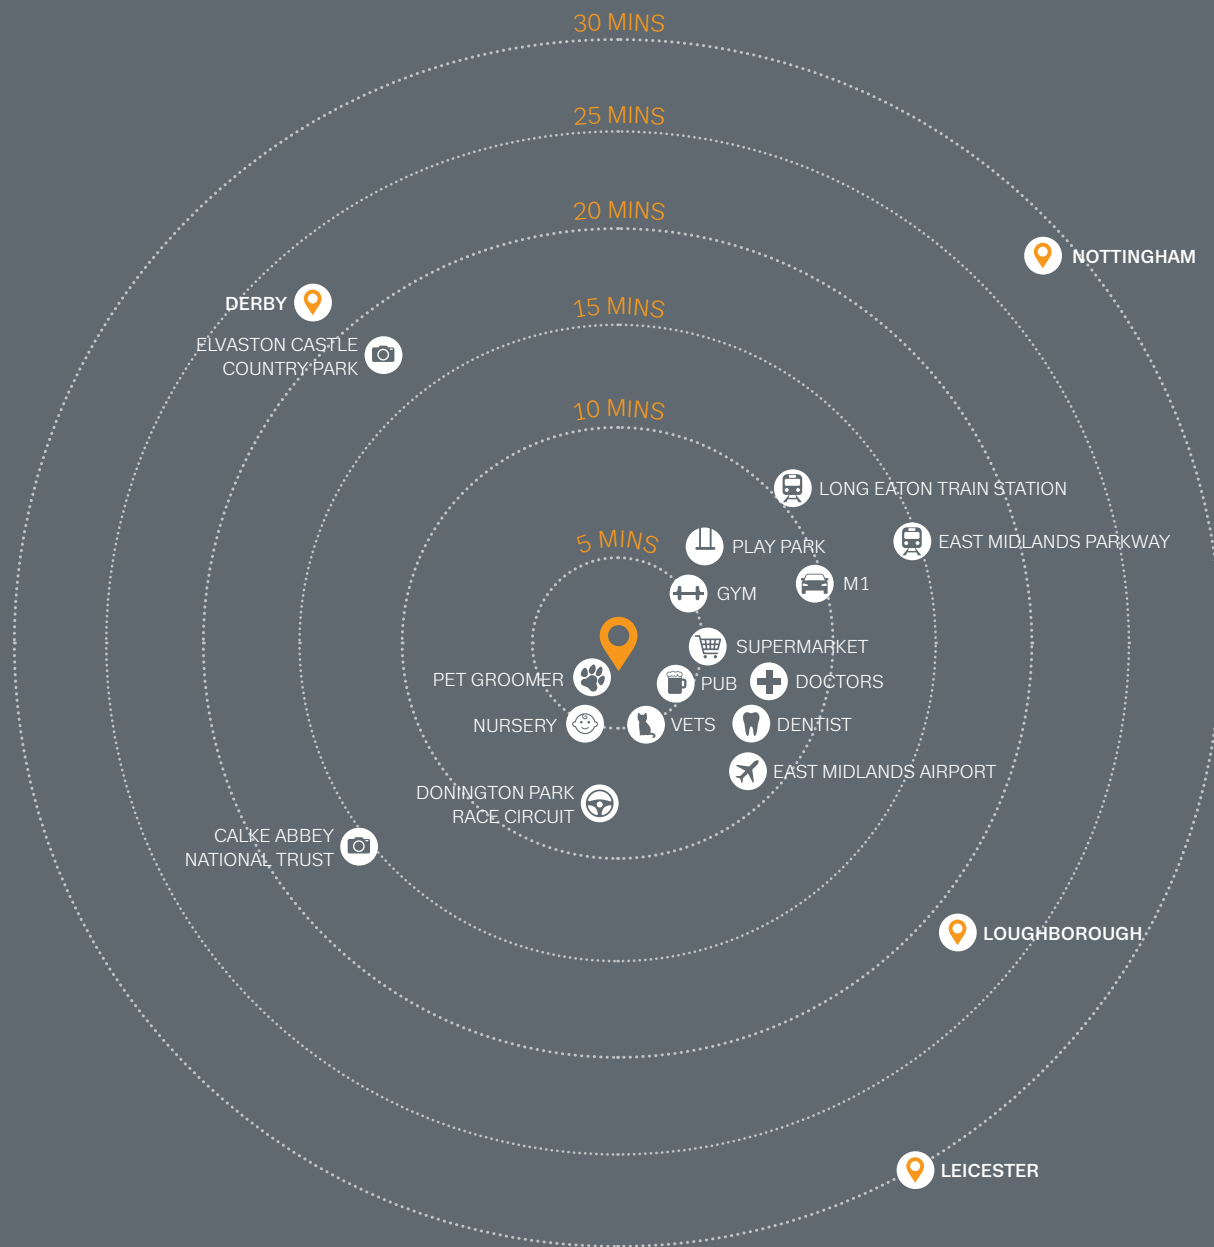 30 MINS
25 MINS
20 MINS
NOTTINGHAM
DERBY
15 MINS
ELVASTON CASTLE
COUNTRY PARK
10 MINS
LONG EATON TRAIN STATION
5 MINS
PLAY PARK
EAST MIDLANDS PARKWAY
M1
GYM
SUPERMARKET
PET GROOMER
PUB
DOCTORS
NURSERY
VETS
DENTIST
EAST MIDLANDS AIRPORT
DONINGTON PARK
RACE CIRCUIT
CALKE ABBEY
NATIONAL TRUST
LOUGHBOROUGH
LEICESTER